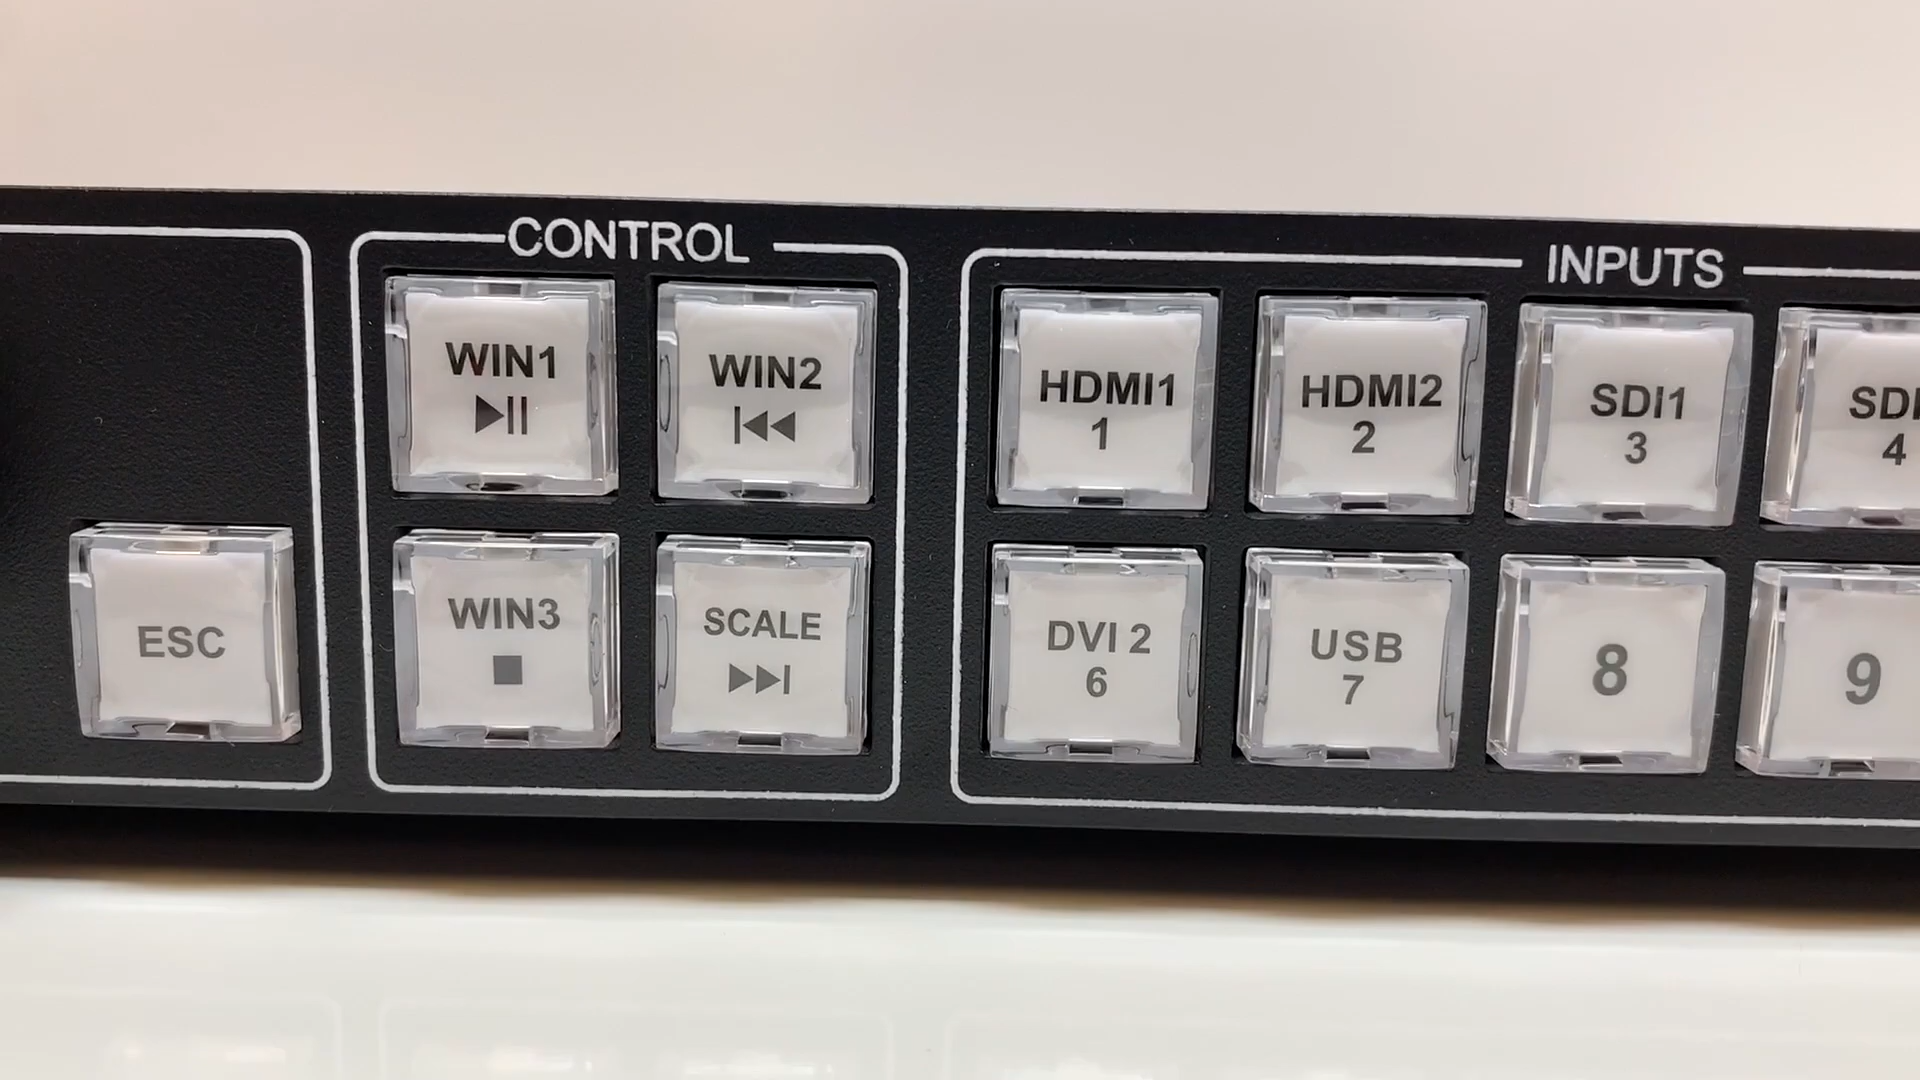 CONTROL
INPUTS
WIN1
WIN2
HDMI1
1
HDMI2
2
SDI1
3
SDI
4
ESC
WIN3
SCALE
DVI 2
6
USB
7
8
9